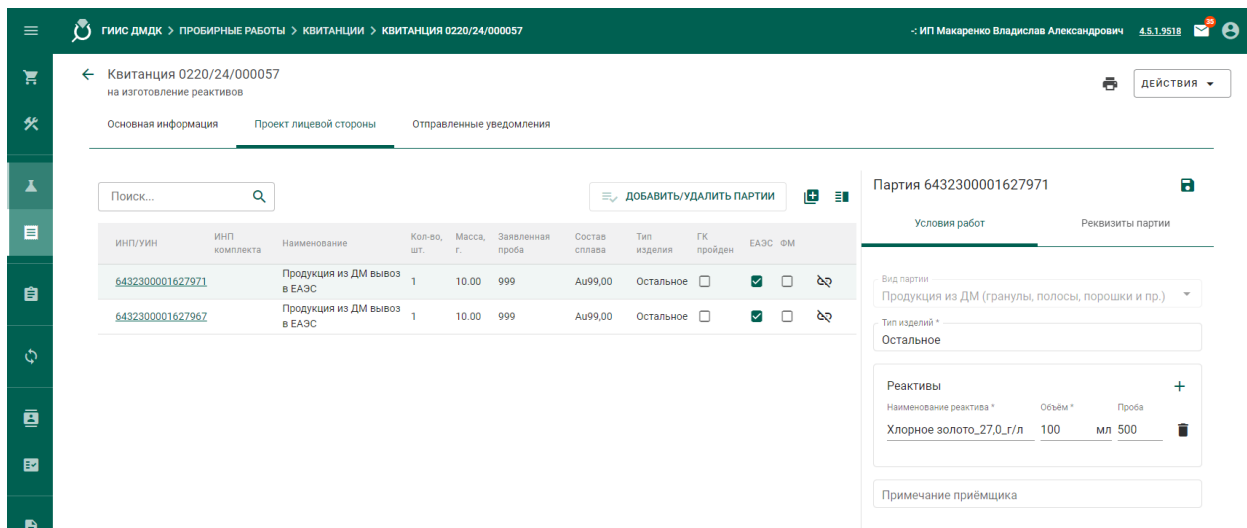 ГИИС ДМДК > ПРОБИРНЫЕ РАБОТЫ > КВИТАНЦИИ > КВИТАНЦИЯ 0220/24/000057
-: ИП Макаренко Владислав Александрович 4.5.1.9518 35
Квитанция 0220/24/000057
на изготовление реактивов
ДЕЙСТВИЯ
Основная информация Проект лицевой стороны Отправленные уведомления
Поиск...
ДОБАВИТЬ/УДАЛИТЬ ПАРТИИ
ИНП/УИН ИНП комплекта Наименование Кол-во, шт. Масса, г. Заявленная проба Состав сплава Тип изделия ГК пройден ЕАЭС ФМ
6432300001627971 Продукция из ДМ вывоз в ЕАЭС 1 10.00 999 Au99,00 Остальное
6432300001627967 Продукция из ДМ вывоз в ЕАЭС 1 10.00 999 Au99,00 Остальное
Партия 6432300001627971
Условия работ Реквизиты партии
Вид партии
Продукция из ДМ (гранулы, полосы, порошки и пр.)
Тип изделий *
Остальное
Реактивы
Наименование реактива * Объём * Проба
Хлорное золото_27,0_г/л 100 мл 500
Примечание приёмщика